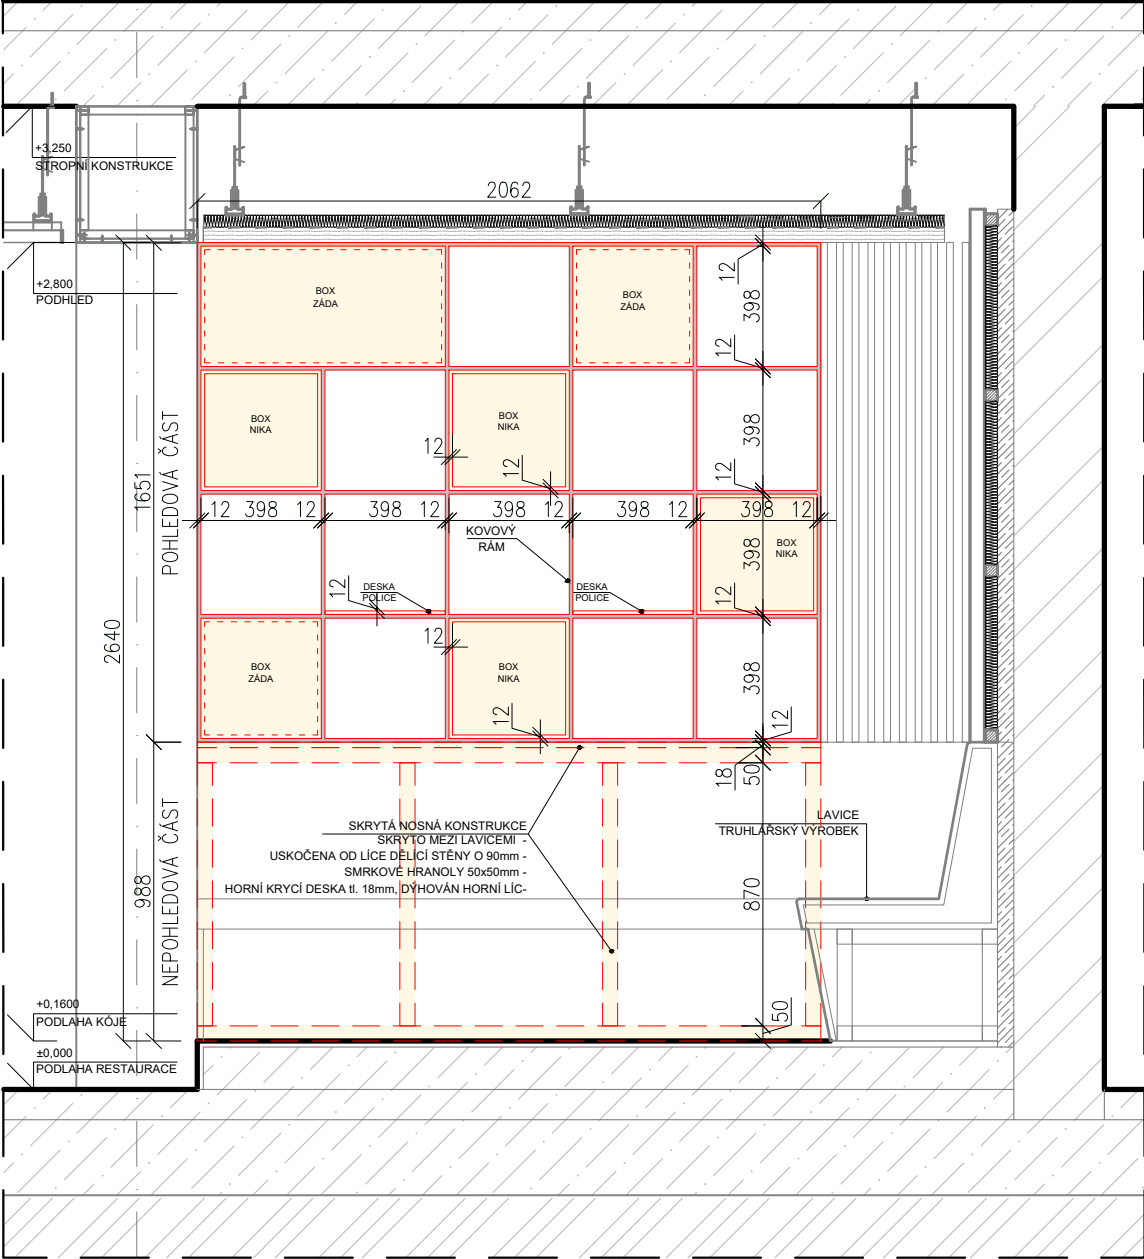 +3,250
STROPNÍ KONSTRUKCE
2062
+2,800
PODHLED
BOX
ZÁDA
BOX
ZÁDA
12
398
12
BOX
NIKA
BOX
NIKA
12
12
398
12
POHLEDOVÁ ČÁST
1651
2640
12 398 12 398 12 398 12 398 12 398 12
KOVOVÝ
RÁM
BOX
NIKA
398
12
12
DESKA
POLICE
DESKA
POLICE
12
BOX
ZÁDA
BOX
NIKA
12
398
12
18
50
NEPOHLEDOVÁ ČÁST
988
SKRYTÁ NOSNÁ KONSTRUKCE
SKRYTO MEZI LAVICEMI -
USKOČENA OD LÍCE DĚLÍCÍ STĚNY O 90mm -
SMRKOVÉ HRANOLY 50x50mm -
HORNÍ KRYCÍ DESKA tl. 18mm, DÝHOVÁN HORNÍ LÍC-
LAVICE
TRUHLÁŘSKÝ VÝROBEK
870
50
+0,1600
PODLAHA KÓJE
±0,000
PODLAHA RESTAURACE